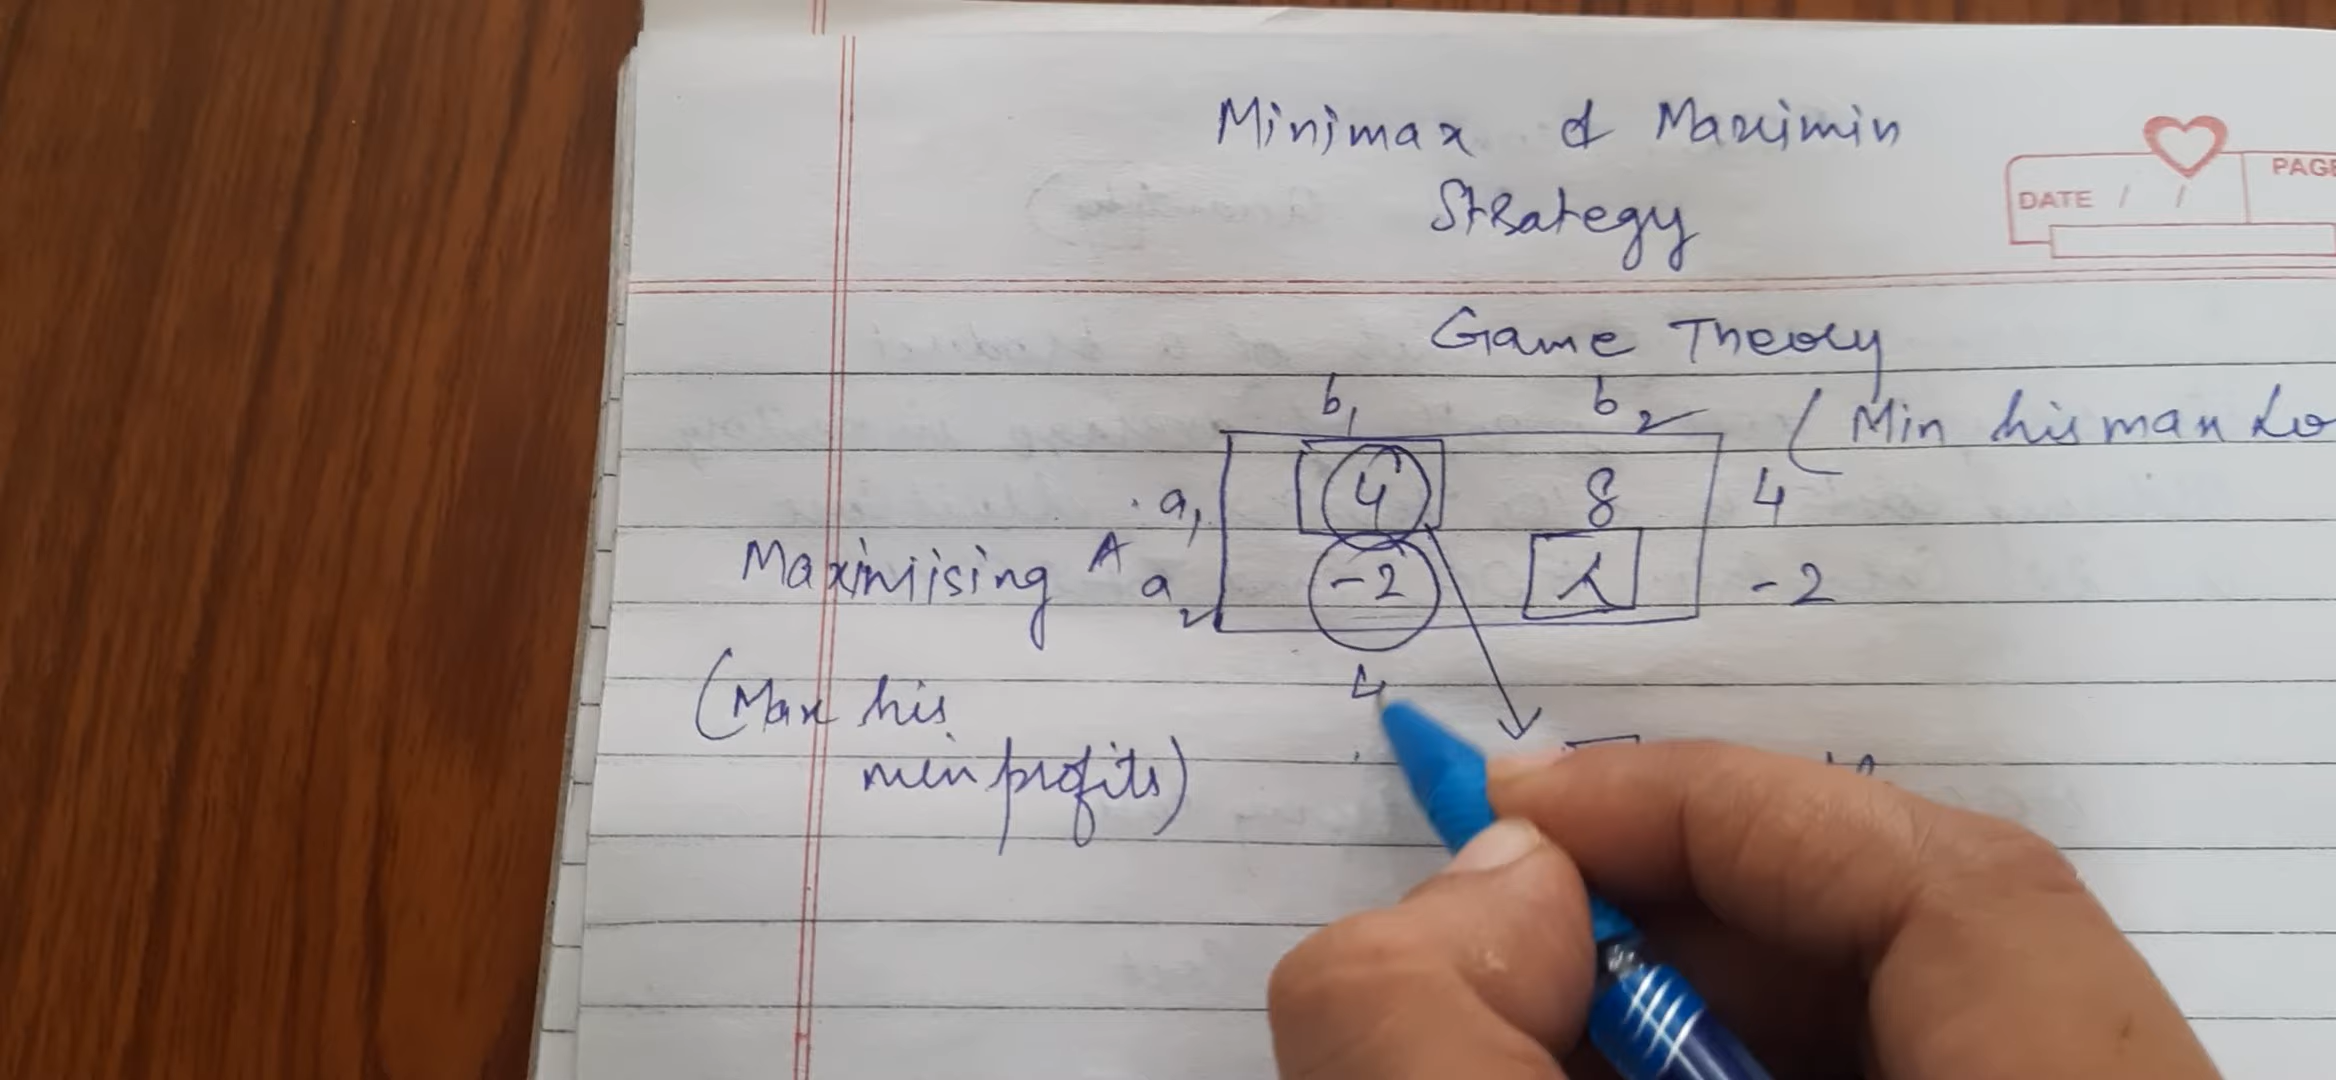 Minimax & Maximin
Strategy
DATE / /
PAGE
Game Theory
b1 b2 (Min his max Lo
a1 4 8 4
Maximising A a2 -2 -2
(Max his 4
min profits)